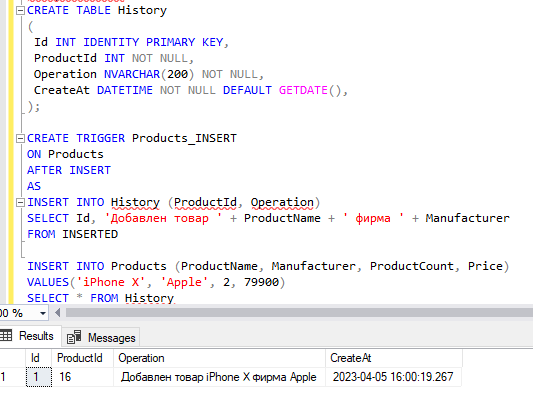 CREATE TABLE History
(
Id INT IDENTITY PRIMARY KEY,
ProductId INT NOT NULL,
Operation NVARCHAR(200) NOT NULL,
CreateAt DATETIME NOT NULL DEFAULT GETDATE(),
);
CREATE TRIGGER Products_INSERT
ON Products
AFTER INSERT
AS
INSERT INTO History (ProductId, Operation)
SELECT Id, 'Добавлен товар ' + ProductName + ' фирма ' + Manufacturer
FROM INSERTED
INSERT INTO Products (ProductName, Manufacturer, ProductCount, Price)
VALUES('iPhone X', 'Apple', 2, 79900)
SELECT * FROM History
00 %
Results Messages
Id ProductId Operation CreateAt
1 1 16 Добавлен товар iPhone X фирма Apple 2023-04-05 16:00:19.267